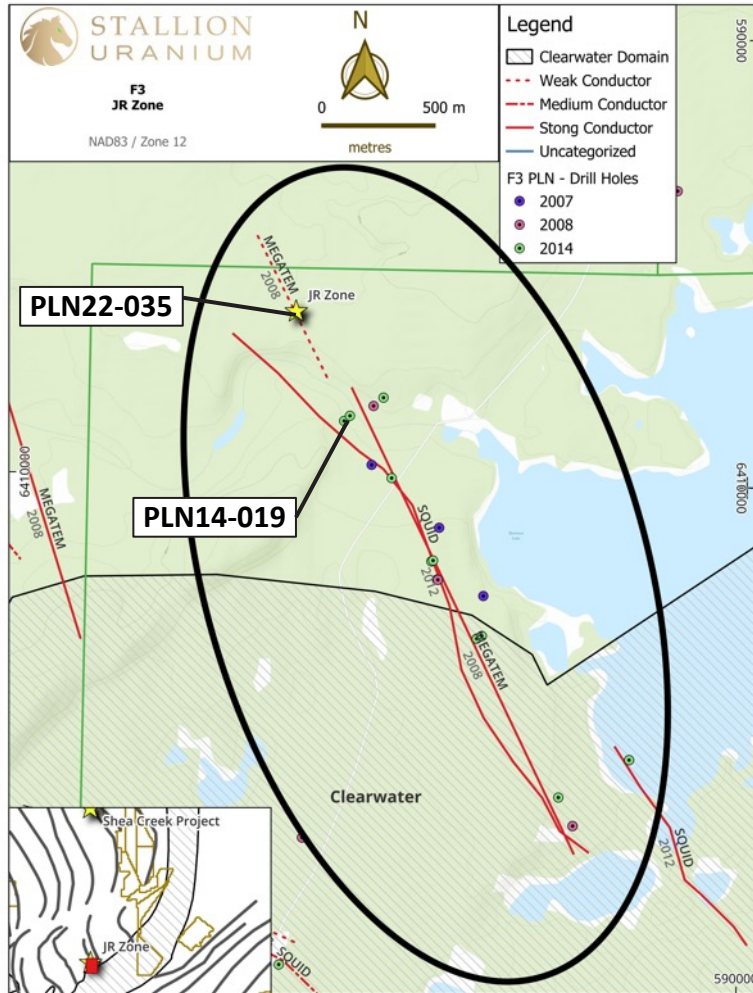 STALLION
URANIUM
F3
JR Zone
NAD83 / Zone 12
N
0 500 m
metres
Legend
Clearwater Domain
Weak Conductor
Medium Conductor
Stong Conductor
Uncategorized
F3 PLN - Drill Holes
2007
2008
2014
590000
MEGATEM
2008
JR Zone
PLN22-035
6410000
MEGATEM
2008
PLN14-019
6410000
SQUID
2012
MEGATEM
2008
Clearwater
SQUID
2012
Shea Creek Project
JR Zone
SQUID
590000